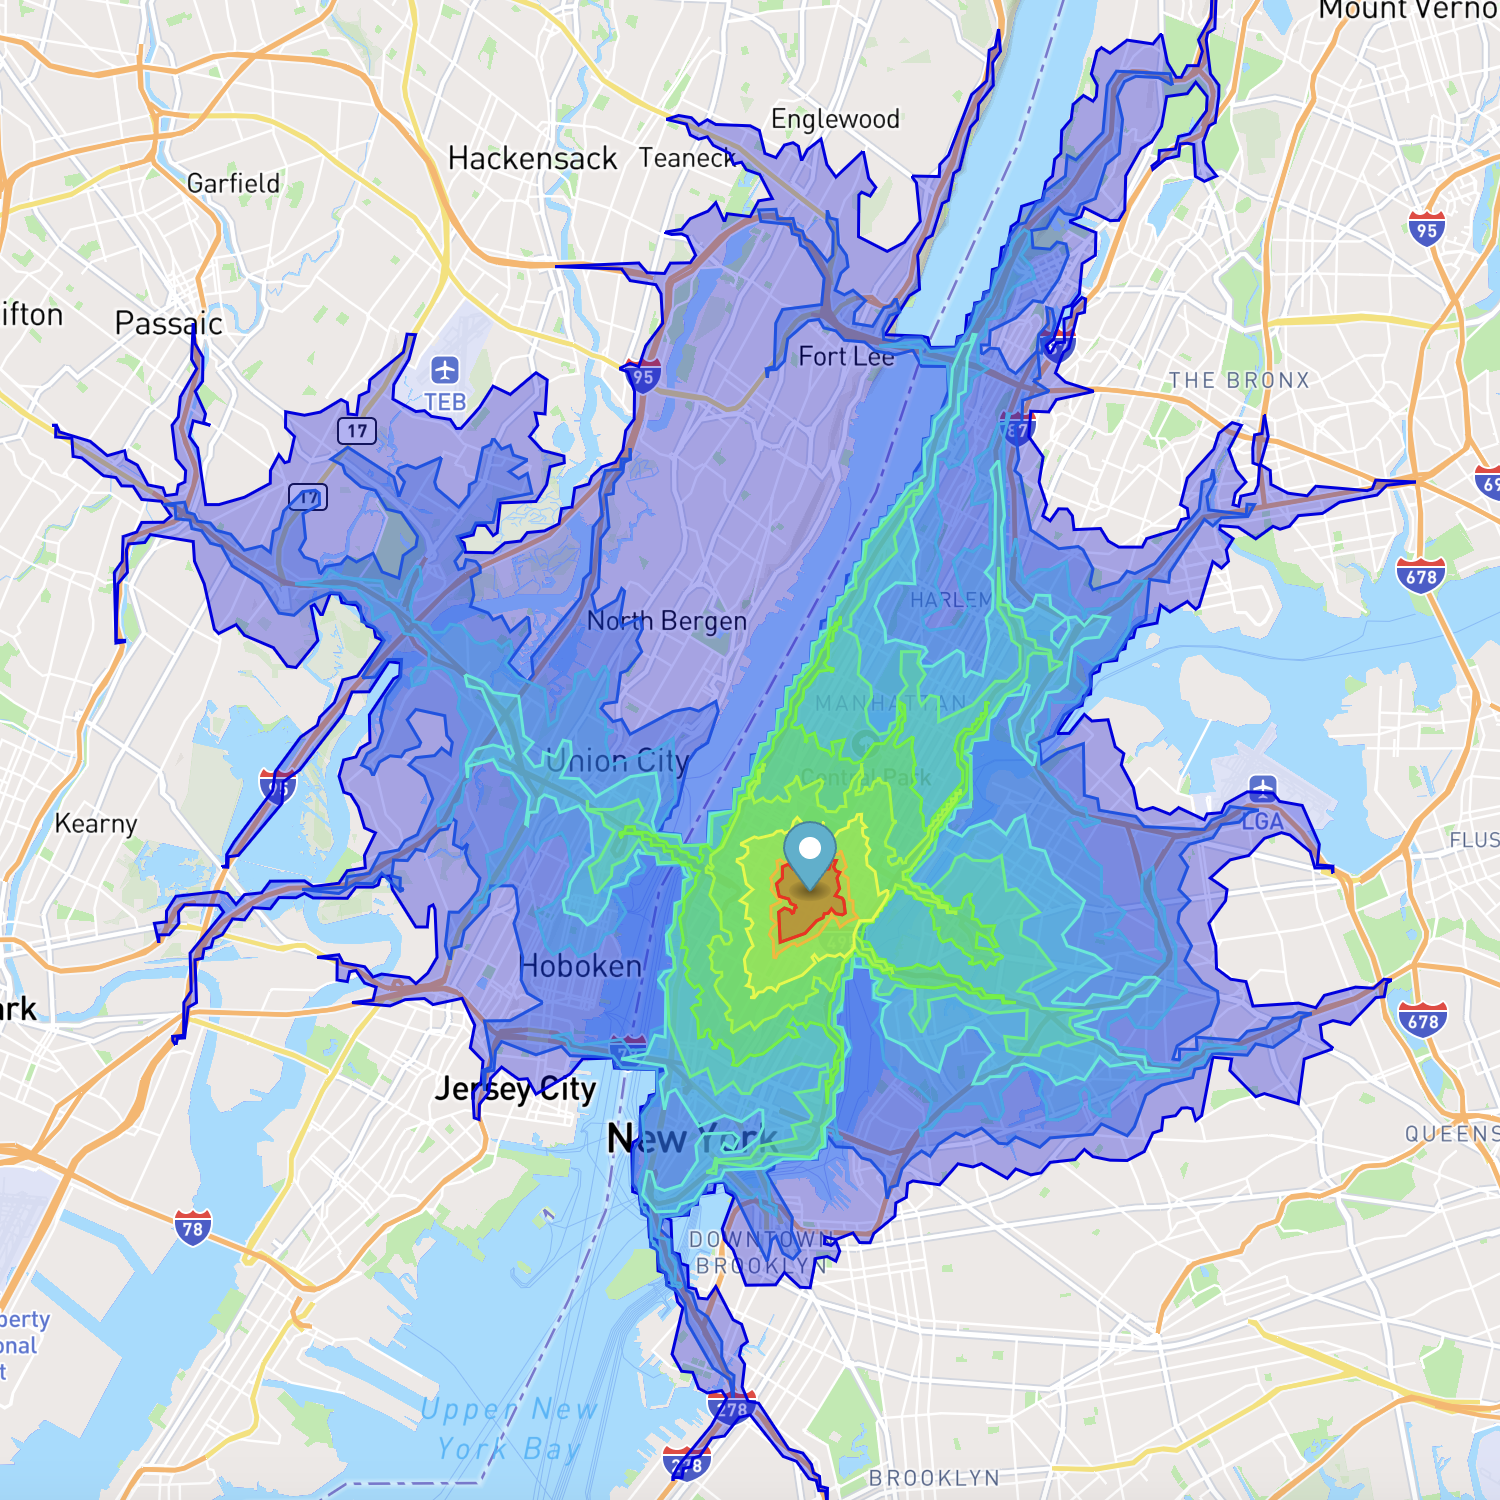 Mount Verno
Englewood
Hackensack
Teaneck
Garfield
95
ifton
Passaic
Fort Lee
TEB
95
THE BRONX
17
87
17
69
678
HARLEM
North Bergen
MANHATTAN
Union City
Central Park
95
LGA
Kearny
FLUS
Hoboken
ark
678
Jersey City
New York
QUEENS
78
DOWNTOWN
BROOKLYN
perty
onal
t
278
Upper New
York Bay
278
BROOKLYN